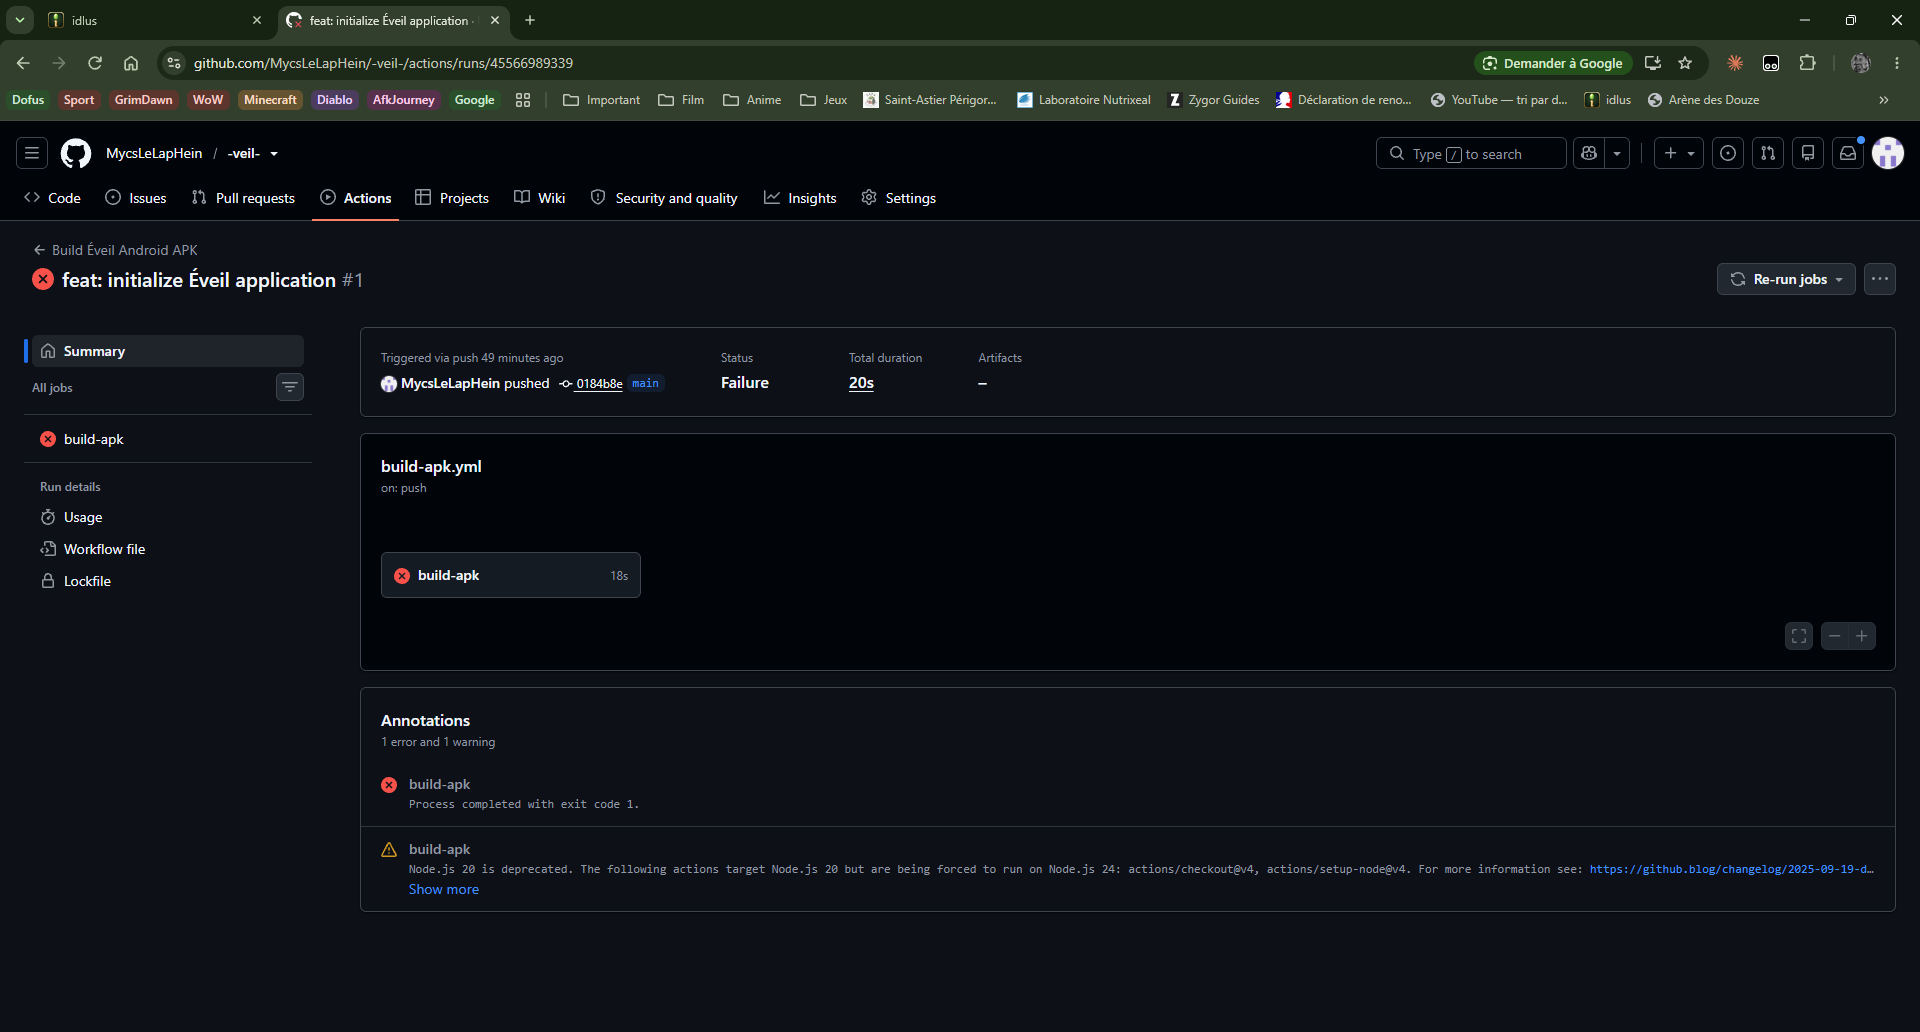 idlus
feat: initialize Éveil application ·
github.com/MycsLeLapHein/-veil-/actions/runs/45566989339
Demander à Google
Dofus
Sport
GrimDawn
WoW
Minecraft
Diablo
AfkJourney
Google
Important
Film
Anime
Jeux
Saint-Astier Périgor...
Laboratoire Nutrixeal
Zygor Guides
Déclaration de reno...
YouTube — tri par d...
idlus
Arène des Douze
MycsLeLapHein / -veil-
Type / to search
Code
Issues
Pull requests
Actions
Projects
Wiki
Security and quality
Insights
Settings
Build Éveil Android APK
feat: initialize Éveil application #1
Re-run jobs
Summary
All jobs
build-apk
Run details
Usage
Workflow file
Lockfile
Triggered via push 49 minutes ago
MycsLeLapHein pushed 0184b8e main
Status
Failure
Total duration
20s
Artifacts
–
build-apk.yml
on: push
build-apk 18s
Annotations
1 error and 1 warning
build-apk
Process completed with exit code 1.
build-apk
Node.js 20 is deprecated. The following actions target Node.js 20 but are being forced to run on Node.js 24: actions/checkout@v4, actions/setup-node@v4. For more information see: https://github.blog/changelog/2025-09-19-d…
Show more